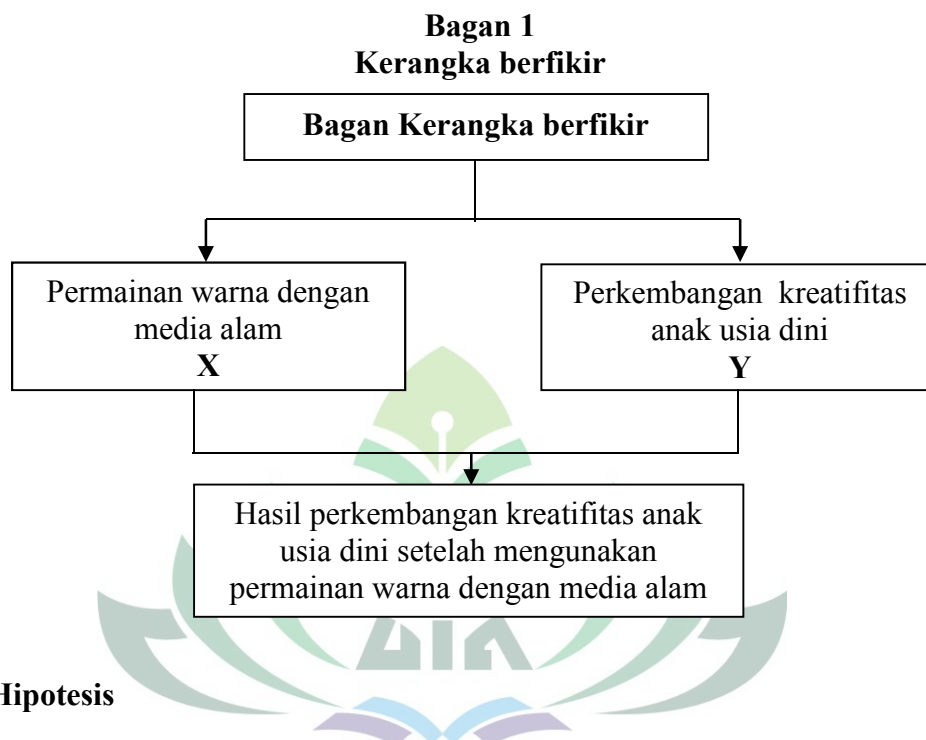 Bagan 1
Kerangka berfikir
Bagan Kerangka berfikir
Permainan warna dengan
media alam
X
Perkembangan kreatifitas
anak usia dini
Y
Hasil perkembangan kreatifitas anak
usia dini setelah mengunakan
permainan warna dengan media alam
Hipotesis